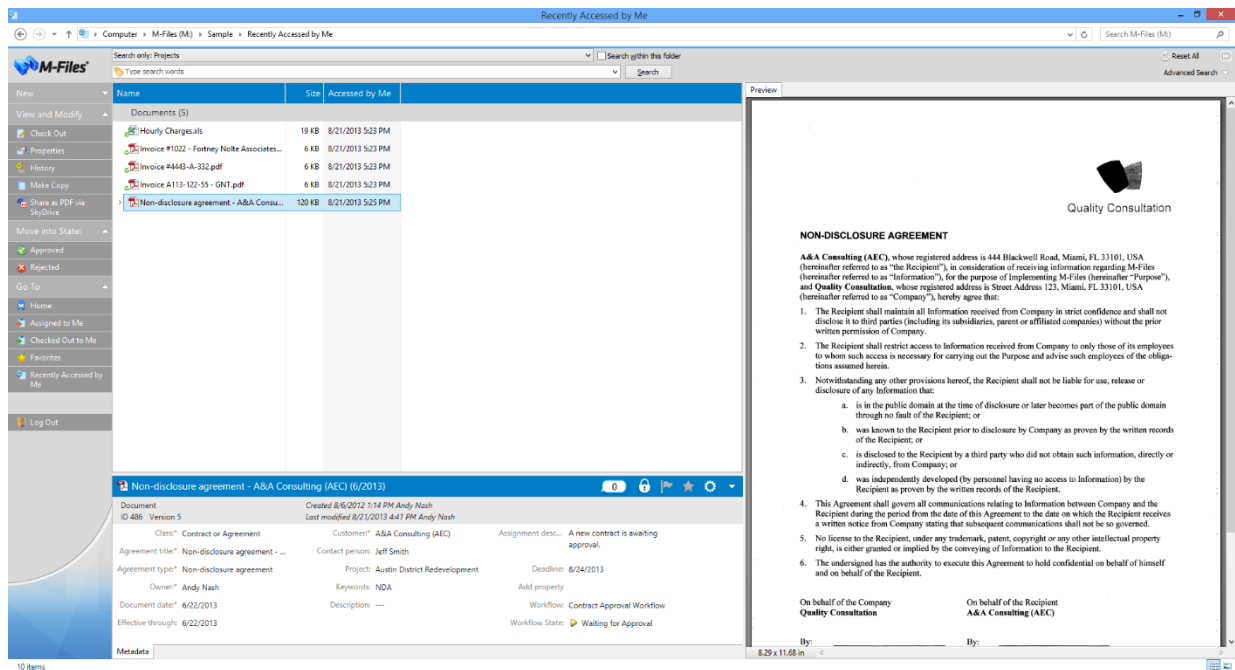 Recently Accessed by Me
Computer ▸ M-Files (M:) ▸ Sample ▸ Recently Accessed by Me
Search M-Files (M:)
M-Files
Search only: Projects
Search within this folder
Reset All
Type search words
Search
Advanced Search
New
View and Modify
Check Out
Properties
History
Make Copy
Share as PDF via
SkyDrive
Move into State:
Approved
Rejected
Go To
Home
Assigned to Me
Checked Out to Me
Favorites
Recently Accessed by
Me
Log Out
Name Size Accessed by Me
Documents (5)
Hourly Charges.xls 19 KB 8/21/2013 5:23 PM
Invoice #1022 - Fortney Nolte Associates... 6 KB 8/21/2013 5:23 PM
Invoice #4443-A-332.pdf 6 KB 8/21/2013 5:23 PM
Invoice A113-122-55 - GNT.pdf 6 KB 8/21/2013 5:23 PM
Non-disclosure agreement - A&A Consu... 120 KB 8/21/2013 5:25 PM
Non-disclosure agreement - A&A Consulting (AEC) (6/2013)
0
Document
ID 486 Version 5
Created 8/6/2012 1:14 PM Andy Nash
Last modified 8/21/2013 4:41 PM Andy Nash
Class:* Contract or Agreement
Agreement title:* Non-disclosure agreement - ...
Agreement type:* Non-disclosure agreement
Owner:* Andy Nash
Document date:* 6/22/2013
Effective through: 6/22/2013
Customer:* A&A Consulting (AEC)
Contact person: Jeff Smith
Project: Austin District Redevelopment
Keywords: NDA
Description: ---
Assignment desc... A new contract is awaiting
approval.
Deadline: 8/24/2013
Add property
Workflow: Contract Approval Workflow
Workflow State: Waiting for Approval
Metadata
10 items
Preview
Quality Consultation
NON-DISCLOSURE AGREEMENT
A&A Consulting (AEC), whose registered address is 444 Blackwell Road, Miami, FL 33101, USA
(hereinafter referred to as "the Recipient"), in consideration of receiving information regarding M-Files
(hereinafter referred to as "Information"), for the purpose of Implementing M-Files (hereinafter "Purpose"),
and Quality Consultation, whose registered address is Street Address 123, Miami, FL 33101, USA
(hereinafter referred to as "Company"), hereby agree that:
1. The Recipient shall maintain all Information received from Company in strict confidence and shall not
disclose it to third parties (including its subsidiaries, parent or affiliated companies) without the prior
written permission of Company.
2. The Recipient shall restrict access to Information received from Company to only those of its employees
to whom such access is necessary for carrying out the Purpose and advise such employees of the obliga-
tions assumed herein.
3. Notwithstanding any other provisions hereof, the Recipient shall not be liable for use, release or
disclosure of any Information that:
a. is in the public domain at the time of disclosure or later becomes part of the public domain
through no fault of the Recipient; or
b. was known to the Recipient prior to disclosure by Company as proven by the written records
of the Recipient; or
c. is disclosed to the Recipient by a third party who did not obtain such information, directly or
indirectly, from Company; or
d. was independently developed (by personnel having no access to Information) by the
Recipient as proven by the written records of the Recipient.
4. This Agreement shall govern all communications relating to Information between Company and the
Recipient during the period from the date of this Agreement to the date on which the Recipient receives
a written notice from Company stating that subsequent communications shall not be so governed.
5. No license to the Recipient, under any trademark, patent, copyright or any other intellectual property
right, is either granted or implied by the conveying of Information to the Recipient.
6. The undersigned has the authority to execute this Agreement to hold confidential on behalf of himself
and on behalf of the Recipient.
On behalf of the Company On behalf of the Recipient
Quality Consultation A&A Consulting (AEC)
By: By:
8.29 x 11.68 in